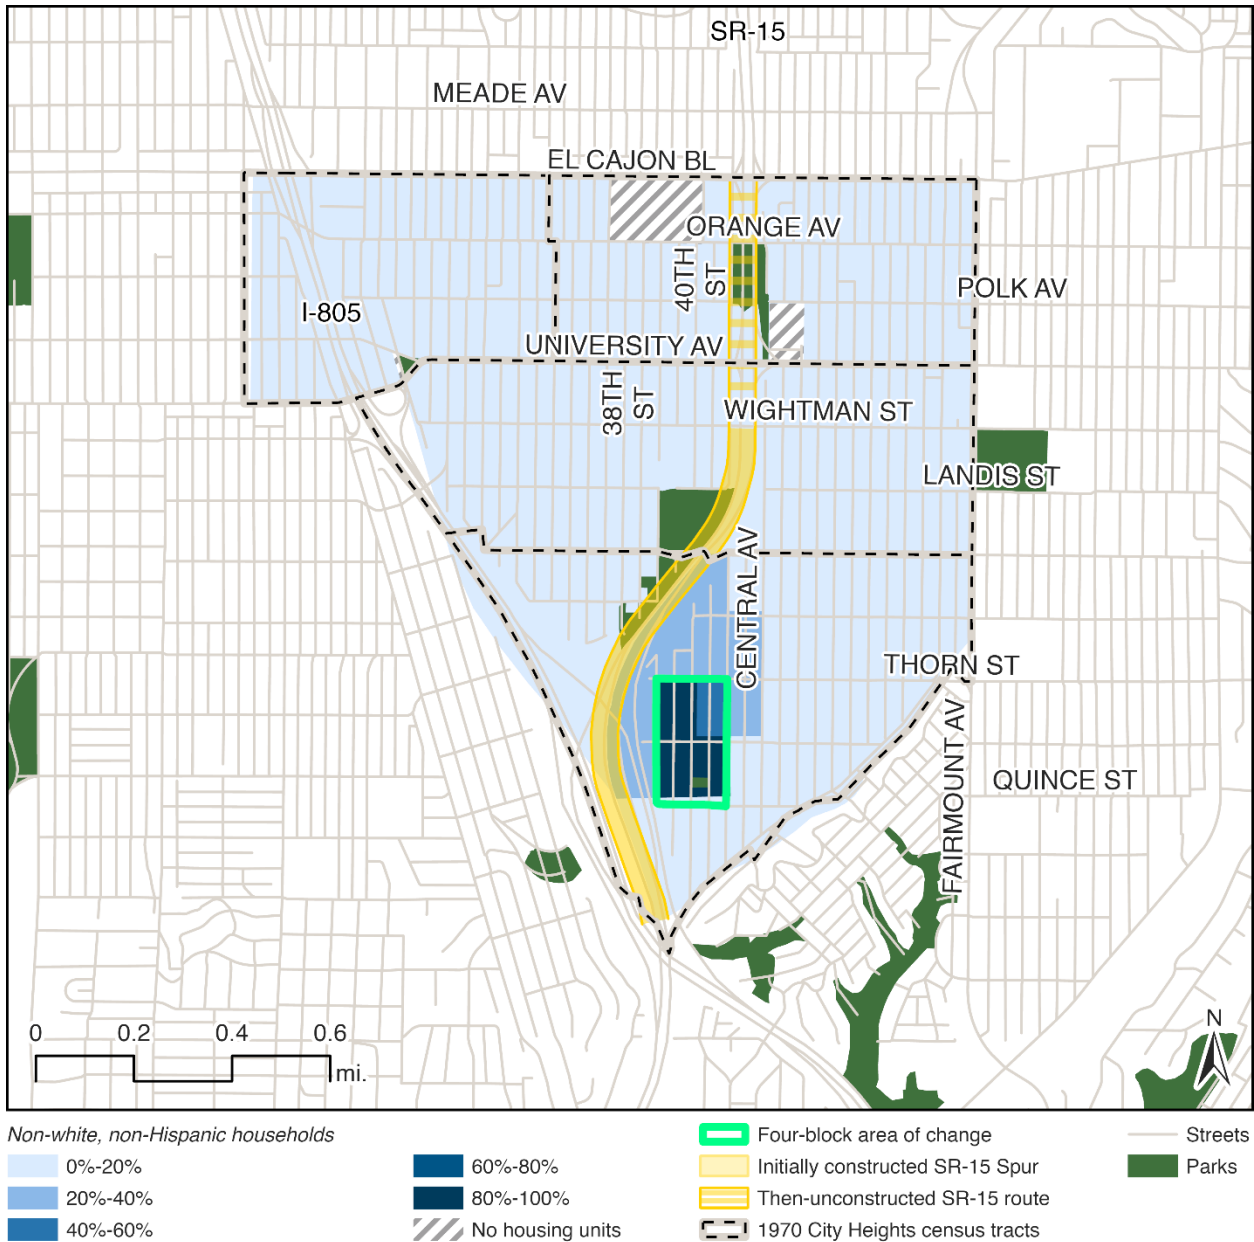 SR-15
MEADE AV
EL CAJON BL
ORANGE AV
40TH
ST
POLK AV
I-805
UNIVERSITY AV
38TH
ST
WIGHTMAN ST
LANDIS ST
CENTRAL AV
THORN ST
FAIRMOUNT AV
QUINCE ST
0 0.2 0.4 0.6
mi.
N
Non-white, non-Hispanic households
0%-20%
20%-40%
40%-60%
60%-80%
80%-100%
No housing units
Four-block area of change
Initially constructed SR-15 Spur
Then-unconstructed SR-15 route
1970 City Heights census tracts
Streets
Parks